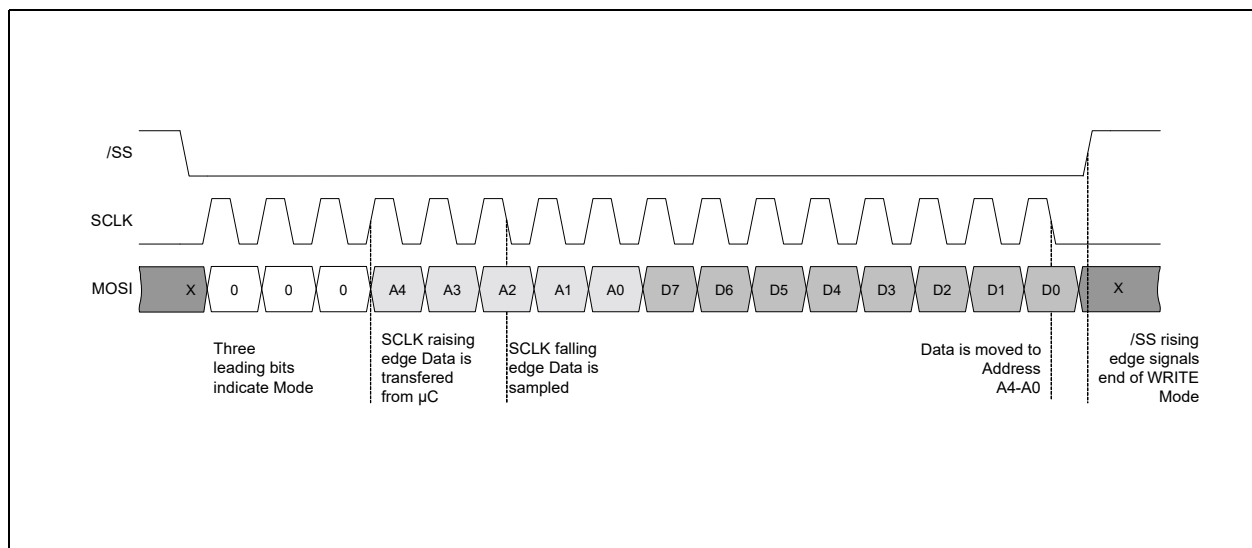 /SS
SCLK
MOSI X 0 0 0 A4 A3 A2 A1 A0 D7 D6 D5 D4 D3 D2 D1 D0 X
Three
leading bits
indicate Mode
SCLK raising
edge Data is
transfered
from µC
SCLK falling
edge Data is
sampled
Data is moved to
Address
A4-A0
/SS rising
edge signals
end of WRITE
Mode